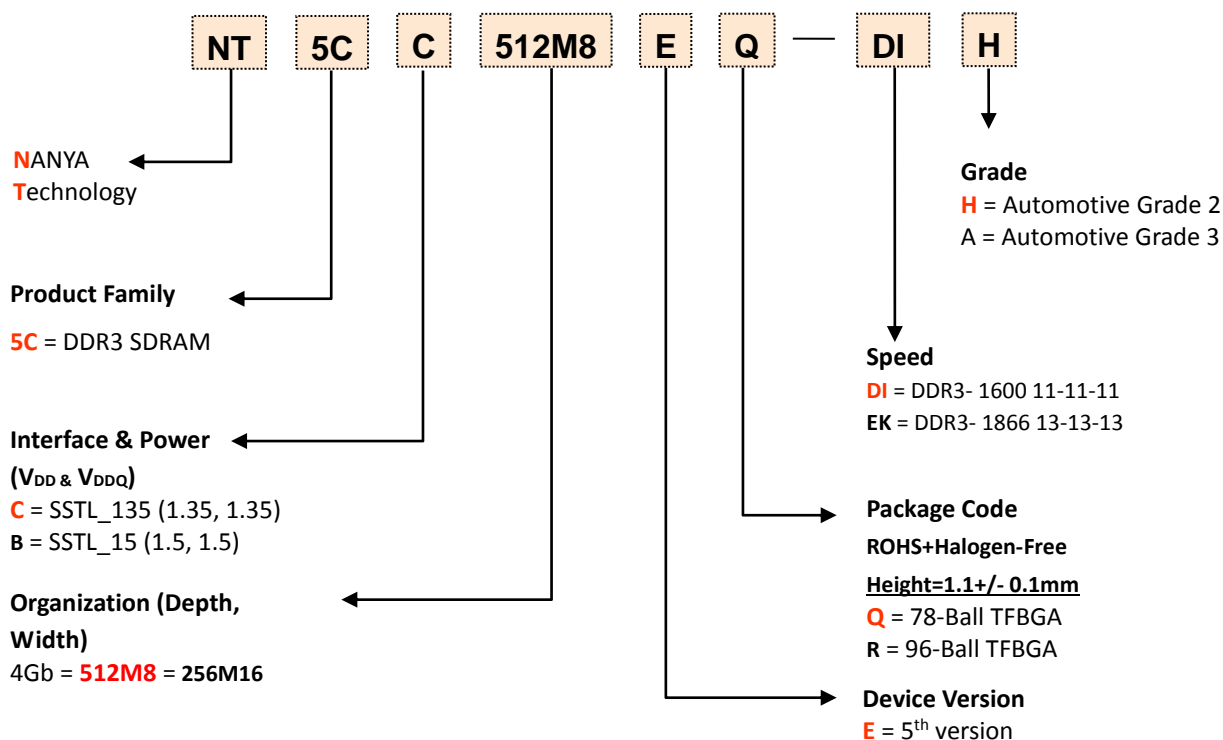 NT 5C C 512M8 E Q — DI H
NANYA
Technology
Product Family
5C = DDR3 SDRAM
Interface & Power
(VDD & VDDQ)
C = SSTL_135 (1.35, 1.35)
B = SSTL_15 (1.5, 1.5)
Organization (Depth,
Width)
4Gb = 512M8 = 256M16
Grade
H = Automotive Grade 2
A = Automotive Grade 3
Speed
DI = DDR3- 1600 11-11-11
EK = DDR3- 1866 13-13-13
Package Code
ROHS+Halogen-Free
Height=1.1+/- 0.1mm
Q = 78-Ball TFBGA
R = 96-Ball TFBGA
Device Version
E = 5th version